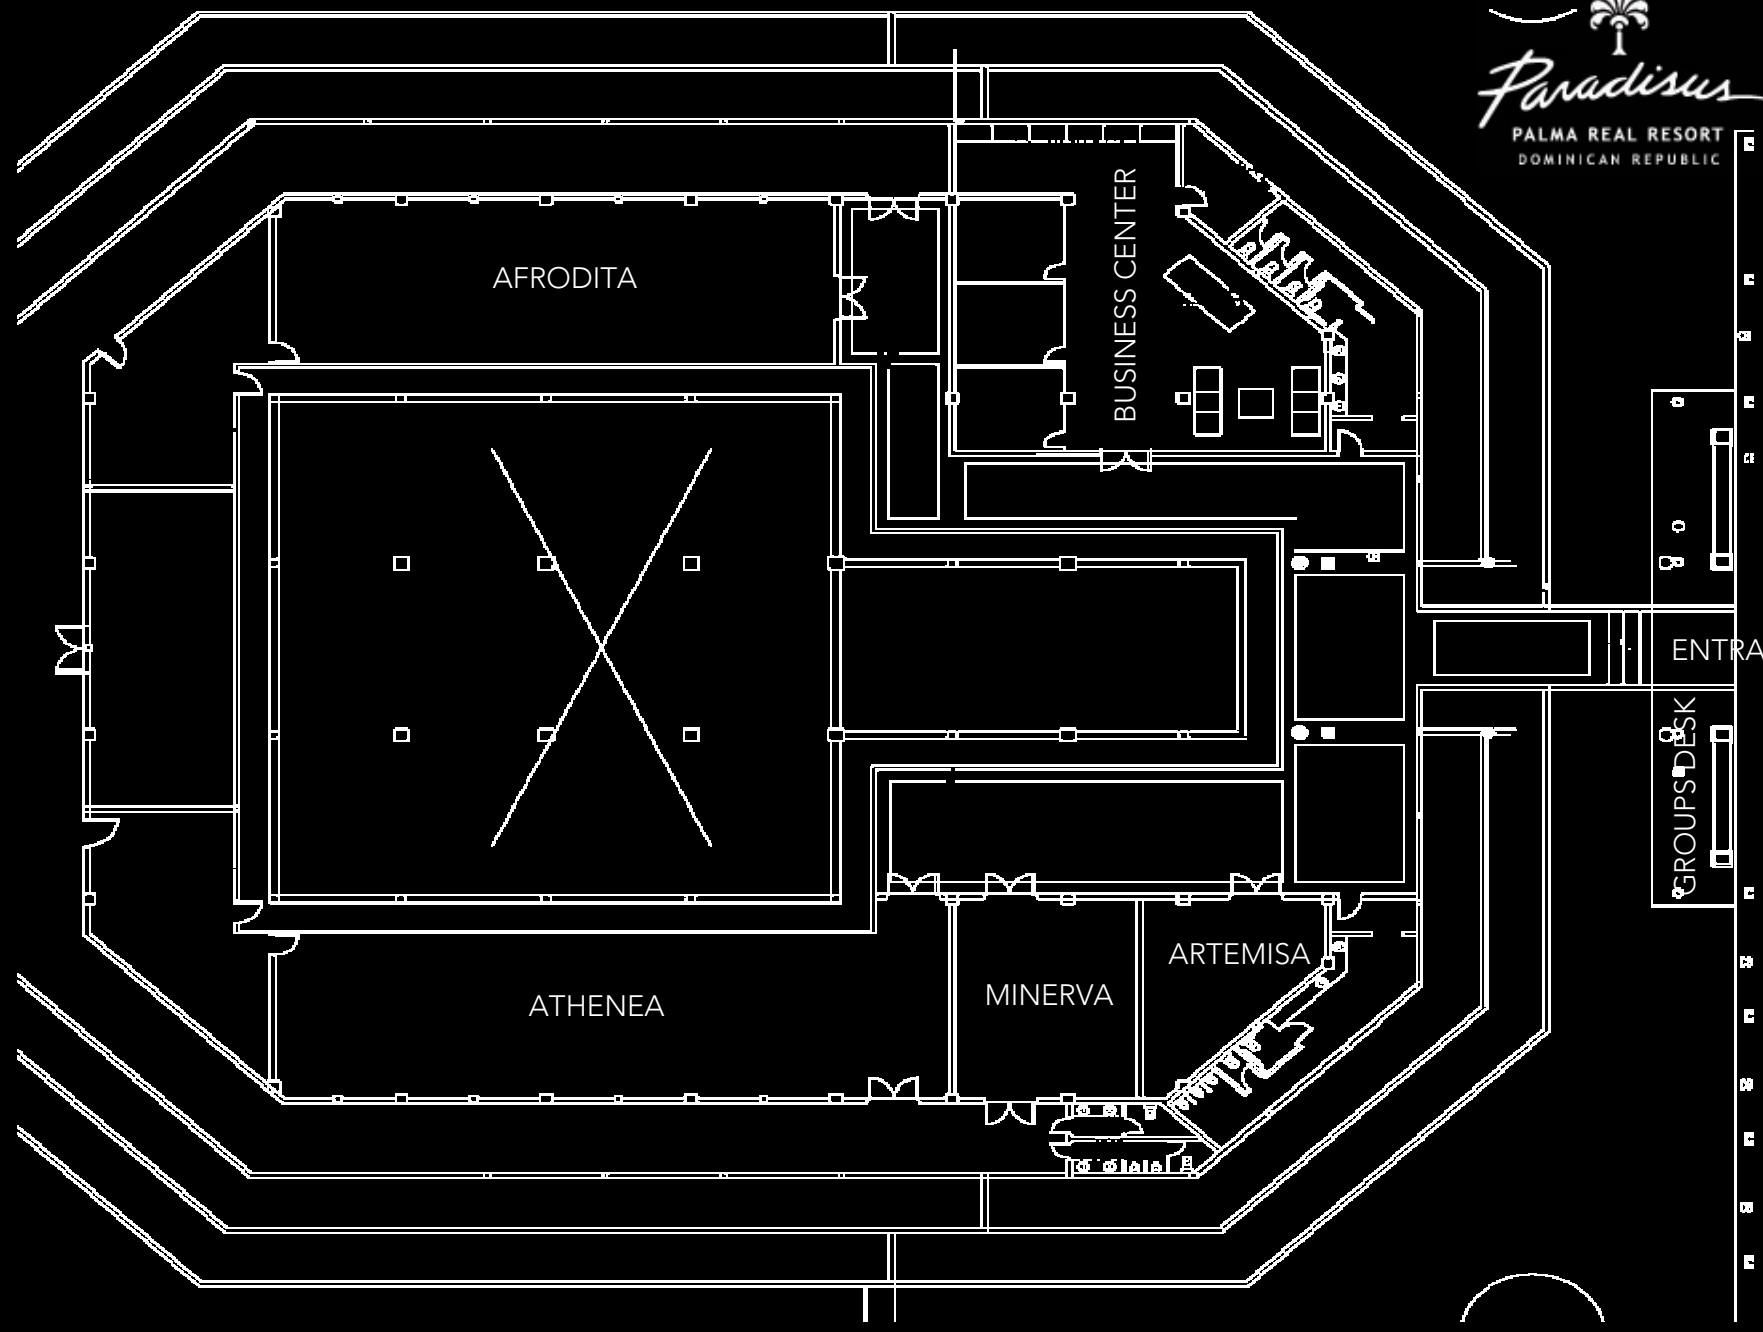 Paradisus
PALMA REAL RESORT
DOMINICAN REPUBLIC
AFRODITA
BUSINESS CENTER
ENTRA
GROUPS DESK
ARTEMISA
MINERVA
ATHENEA